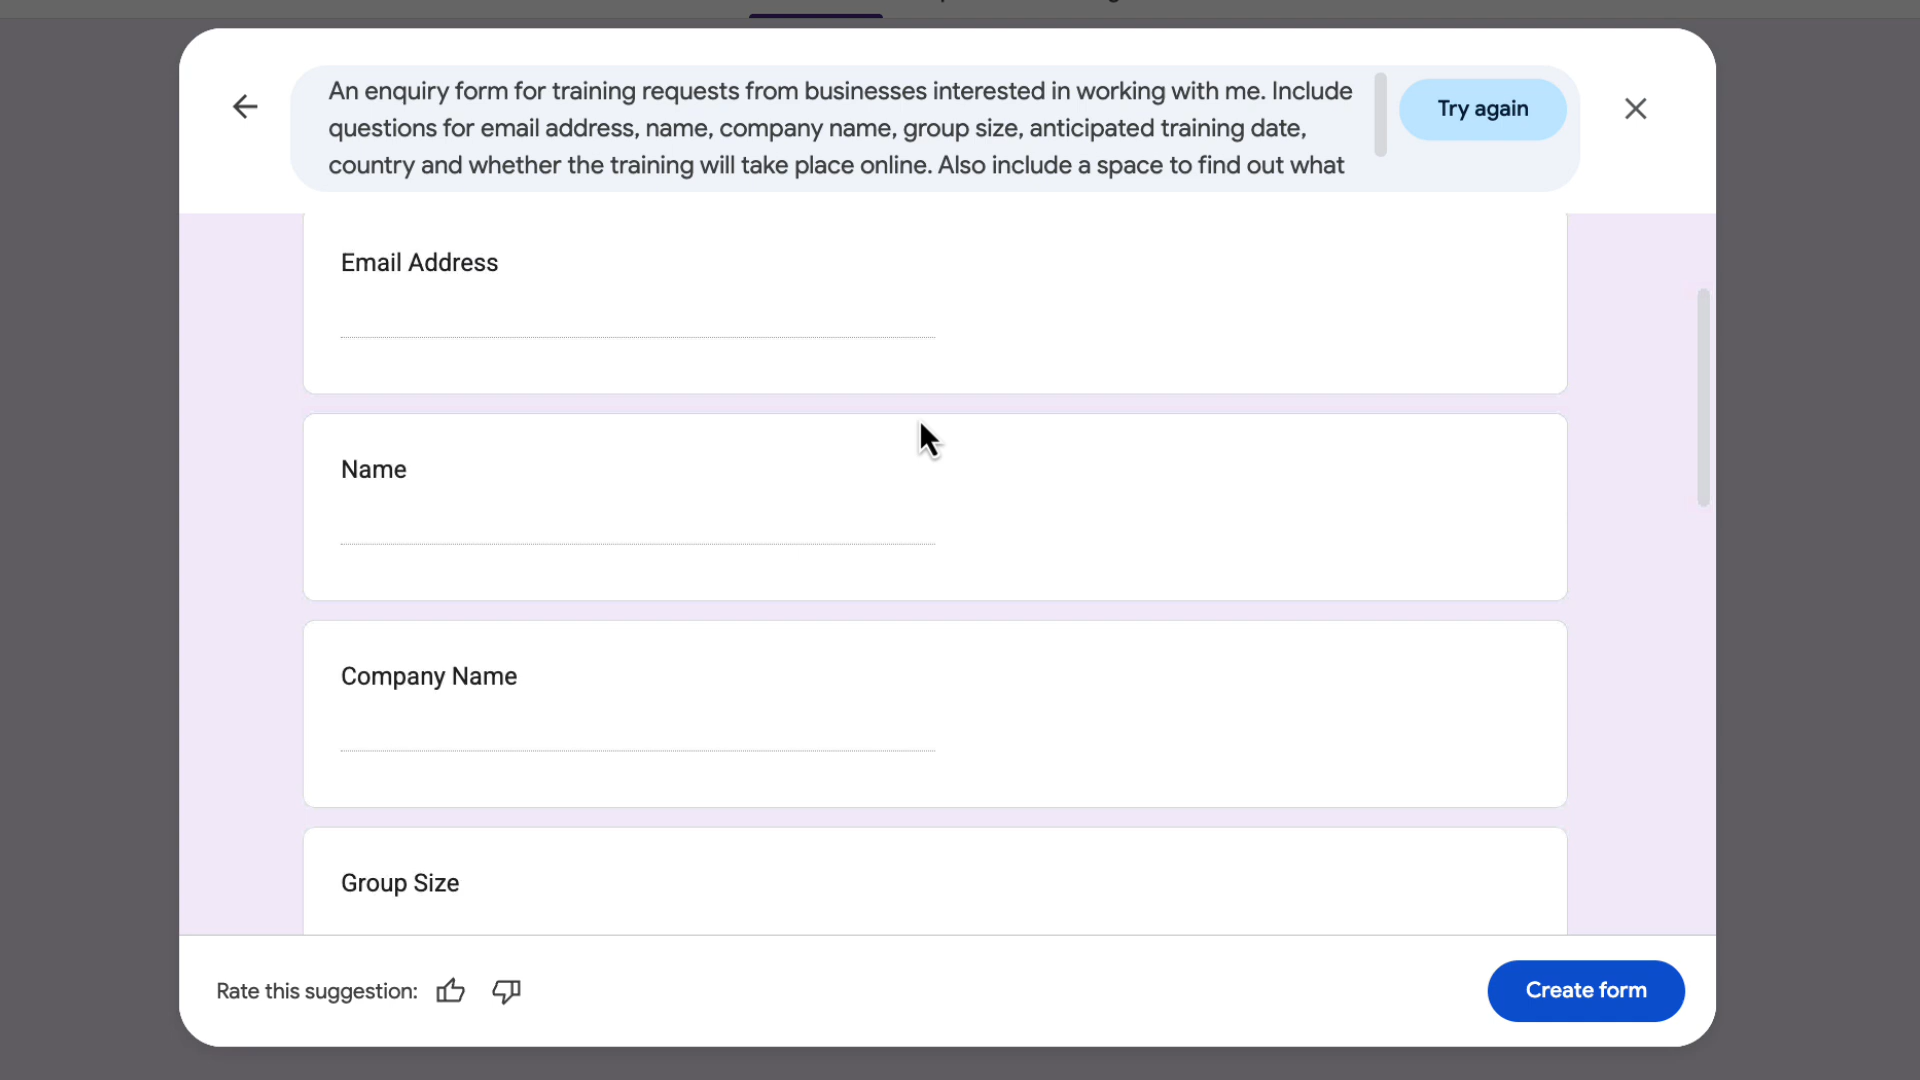 An enquiry form for training requests from businesses interested in working with me. Include
questions for email address, name, company name, group size, anticipated training date,
country and whether the training will take place online. Also include a space to find out what
Try again
Email Address
Name
Company Name
Group Size
Rate this suggestion:
Create form